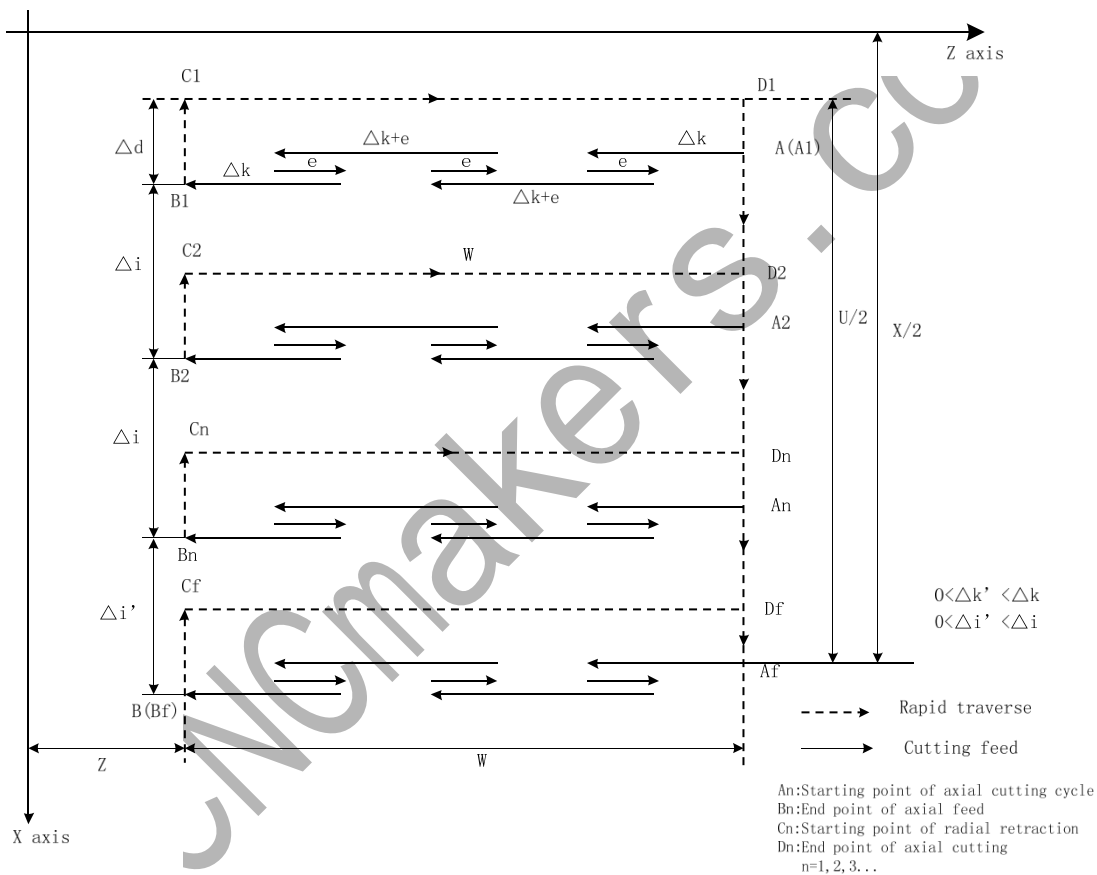 Z axis
C1
D1
△d
△k+e
△k
A(A1)
e
e
e
△k
B1
△k+e
△i
C2
W
D2
A2
U/2
X/2
B2
△i
Cn
Dn
An
Bn
Cf
△i'
Df
0<△k' <△k
0<△i' <△i
Af
B(Bf)
Rapid traverse
Cutting feed
Z
W
X axis
An:Starting point of axial cutting cycle
Bn:End point of axial feed
Cn:Starting point of radial retraction
Dn:End point of axial cutting
n=1,2,3...
CNCmakers.co